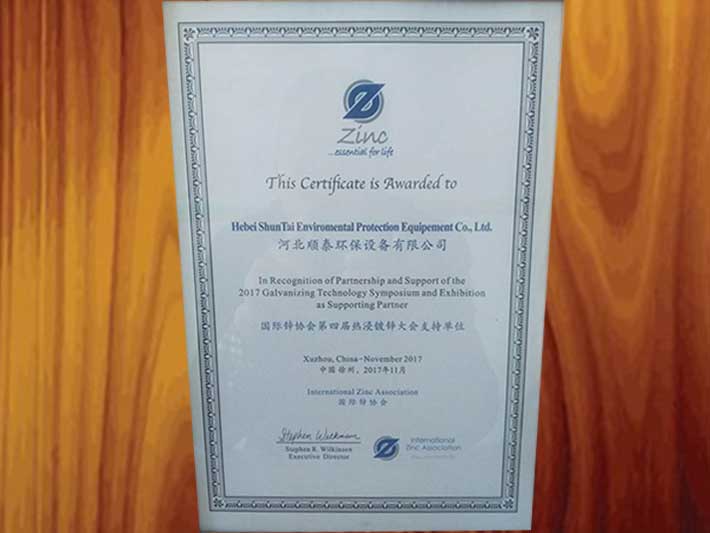 Zinc
...essential for life
This Certificate is Awarded to
Hebei ShunTai Enviromental Protection Equipement Co., Ltd.
河北顺泰环保设备有限公司
In Recognition of Partnership and Support of the
2017 Galvanizing Technology Symposium and Exhibition
as Supporting Partner
国际锌协会第四届热浸镀锌大会支持单位
Xuzhou, China-November 2017
中国徐州，2017年11月
International Zinc Association
国际锌协会
Stephen R. Wilkinson
Executive Director
International
Zinc Association